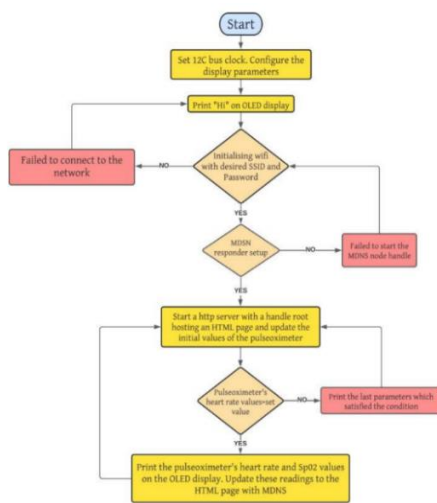 Start
Set 12C bus clock. Configure the
display parameters
Print "Hi" on OLED display
Initialising wifi
with desired SSID and
Password
NO
Failed to connect to the
network
YES
MDSN
responder setup
NO
Failed to start the
MDNS node handle
YES
Start a http server with a handle root
hosting an HTML page and update the
initial values of the pulseoximeter
Pulseoximeter's
heart rate values=set
value
NO
Print the last parameters which
satisfied the condition
YES
Print the pulseoximeter's heart rate and Sp02 values
on the OLED display. Update these readings to
the HTML page with MDNS